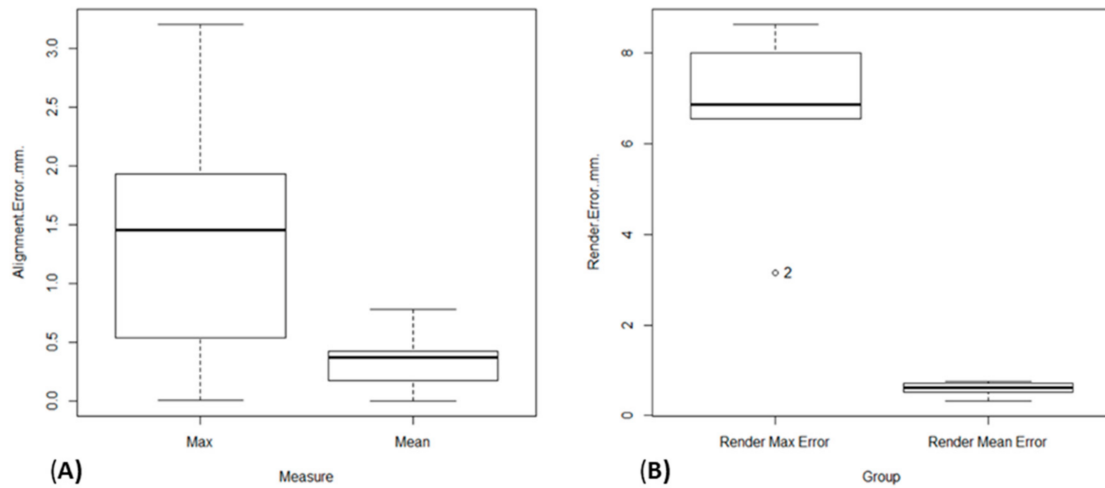 Alignment.Error..mm.
3.0
2.5
2.0
1.5
1.0
0.5
0.0
Max Mean
(A) Measure
Render.Error..mm.
8
6
4
2
0
2
Render Max Error Render Mean Error
(B) Group